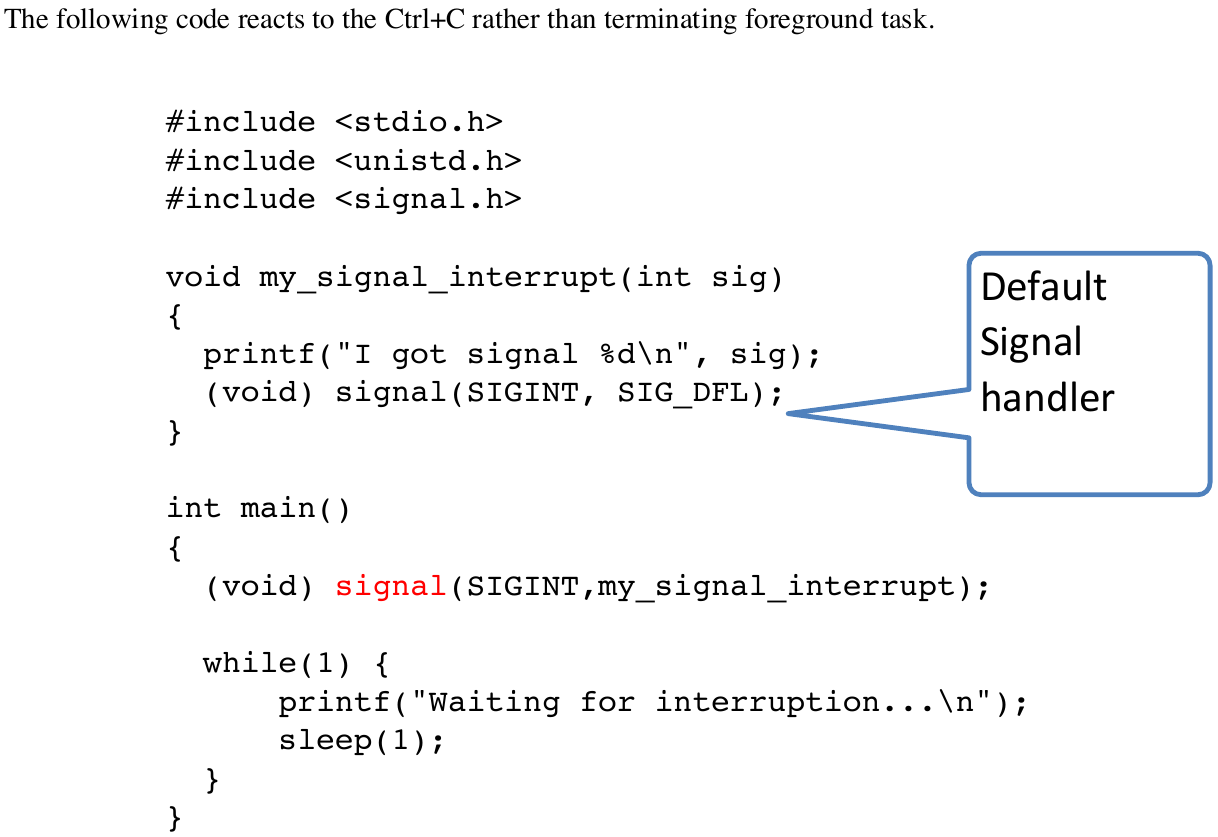 The following code reacts to the Ctrl+C rather than terminating foreground task.
#include <stdio.h>
#include <unistd.h>
#include <signal.h>
void my_signal_interrupt(int sig)
{
  printf("I got signal %d\n", sig);
  (void) signal(SIGINT, SIG_DFL);
}
Default
Signal
handler
int main()
{
  (void) signal(SIGINT,my_signal_interrupt);
  while(1) {
      printf("Waiting for interruption...\n");
      sleep(1);
  }
}